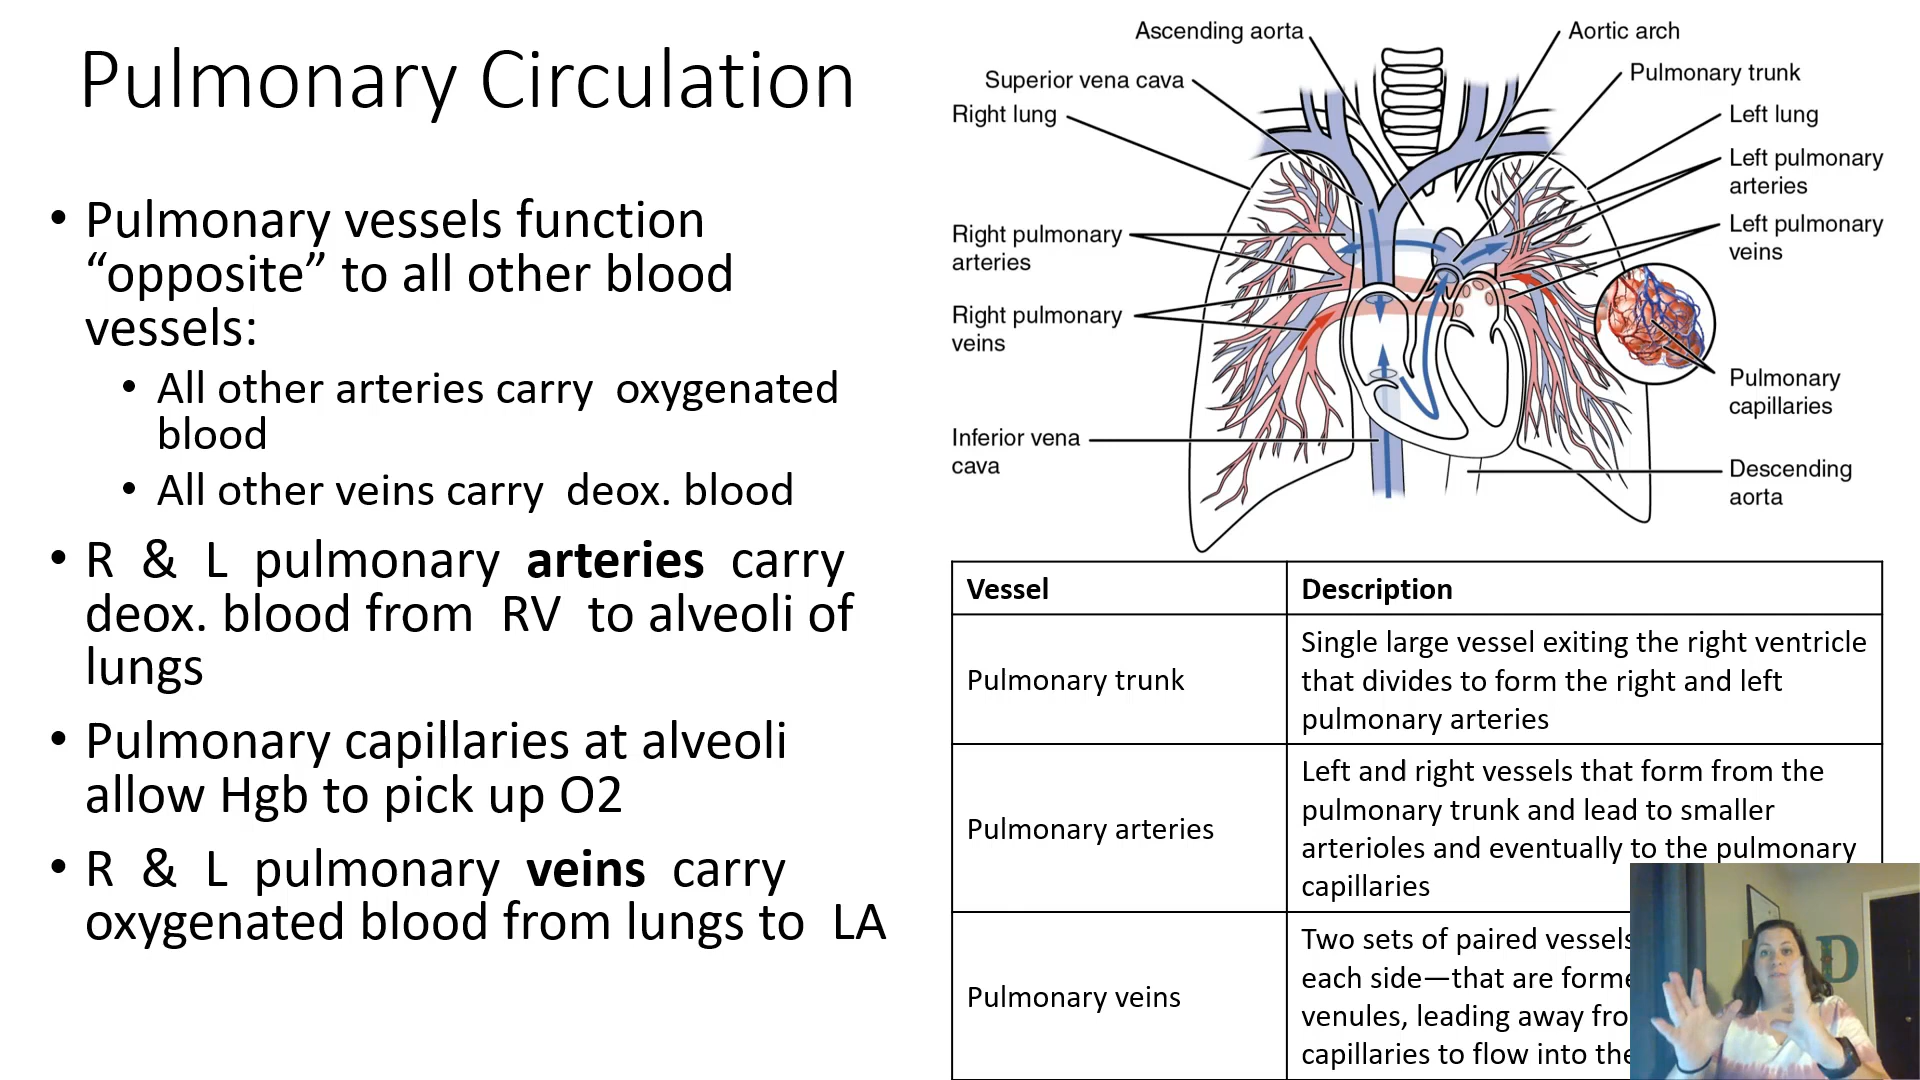 Pulmonary Circulation
• Pulmonary vessels function
“opposite” to all other blood
vessels:
• All other arteries carry oxygenated
blood
• All other veins carry deox. blood
• R & L pulmonary arteries carry
deox. blood from RV to alveoli of
lungs
• Pulmonary capillaries at alveoli
allow Hgb to pick up O2
• R & L pulmonary veins carry
oxygenated blood from lungs to LA
Ascending aorta
Superior vena cava
Right lung
Right pulmonary
arteries
Right pulmonary
veins
Inferior vena
cava
Aortic arch
Pulmonary trunk
Left lung
Left pulmonary
arteries
Left pulmonary
veins
Pulmonary
capillaries
Descending
aorta
Vessel
Description
Pulmonary trunk
Single large vessel exiting the right ventricle
that divides to form the right and left
pulmonary arteries
Pulmonary arteries
Left and right vessels that form from the
pulmonary trunk and lead to smaller
arterioles and eventually to the pulmonary
capillaries
Pulmonary veins
Two sets of paired vessels
each side—that are forme
venules, leading away fro
capillaries to flow into the
D